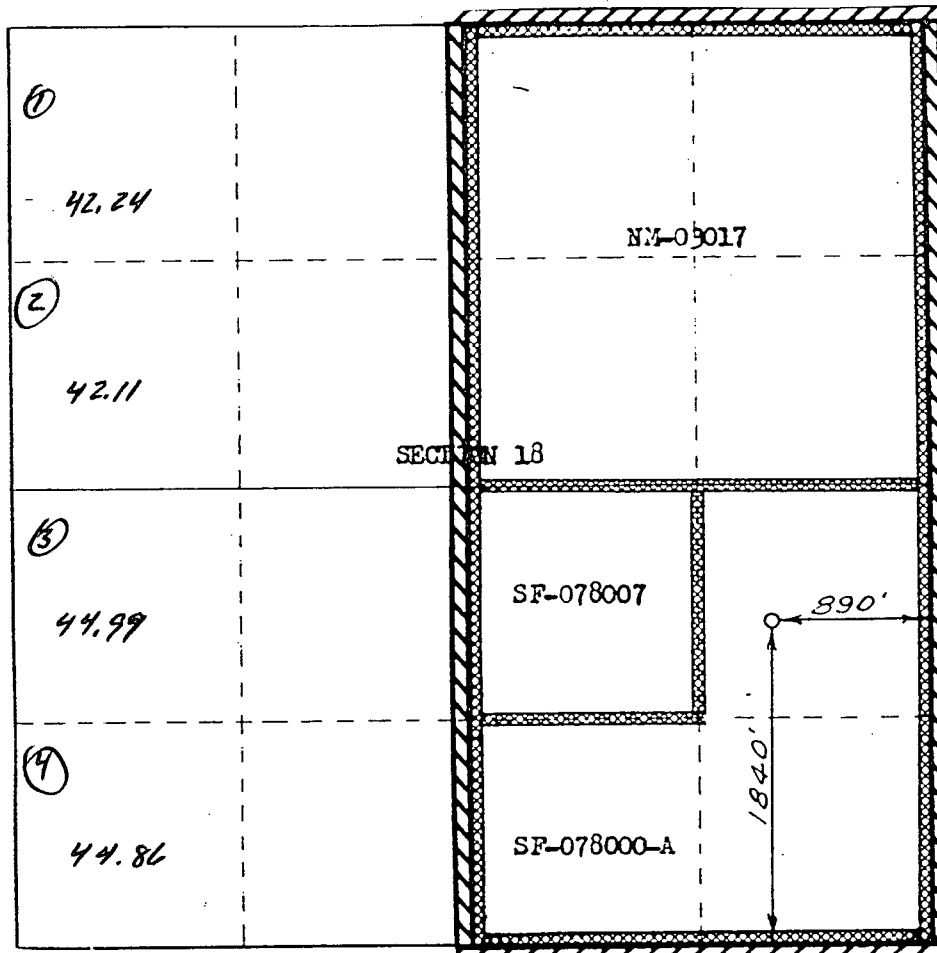 ①
42.24
NM-03017
②
42.11
SECTION 18
③
44.99
SF-078007
890'
④
44.86
SF-078000-A
1840'